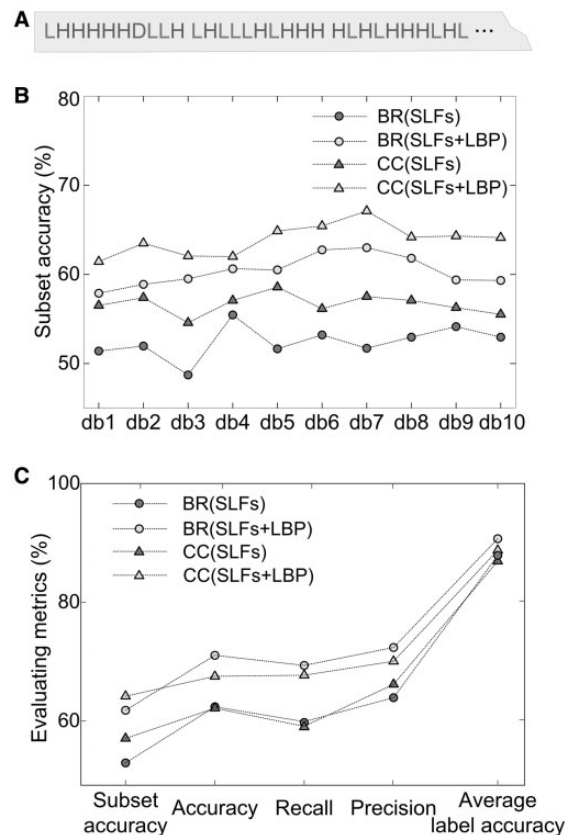 A
LHHHHHDLLH LHLLLHLHHH HLHLHHHLHL ...
B
80
70
60
50
Subset accuracy (%)
BR(SLFs)
BR(SLFs+LBP)
CC(SLFs)
CC(SLFs+LBP)
db1 db2 db3 db4 db5 db6 db7 db8 db9 db10
C
100
80
60
Evaluating metrics (%)
BR(SLFs)
BR(SLFs+LBP)
CC(SLFs)
CC(SLFs+LBP)
Subset accuracy
Accuracy
Recall
Precision
Average label accuracy